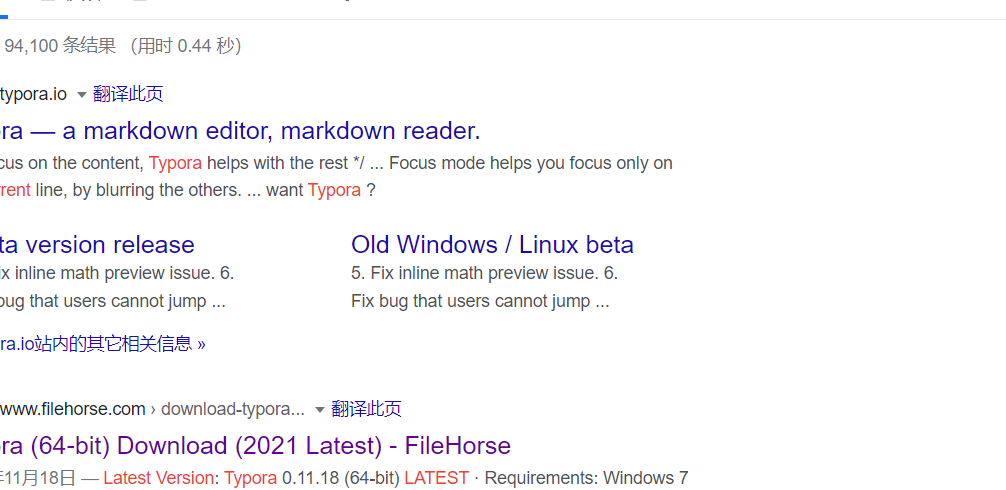 94,100 条结果 （用时 0.44 秒）
typora.io 翻译此页
ra — a markdown editor, markdown reader.
cus on the content, Typora helps with the rest */ ... Focus mode helps you focus only on
rrent line, by blurring the others. ... want Typora ?
ta version release
ix inline math preview issue. 6.
bug that users cannot jump ...
Old Windows / Linux beta
5. Fix inline math preview issue. 6.
Fix bug that users cannot jump ...
ra.io站内的其它相关信息 »
www.filehorse.com › download-typora... 翻译此页
ra (64-bit) Download (2021 Latest) - FileHorse
年11月18日 — Latest Version: Typora 0.11.18 (64-bit) LATEST · Requirements: Windows 7